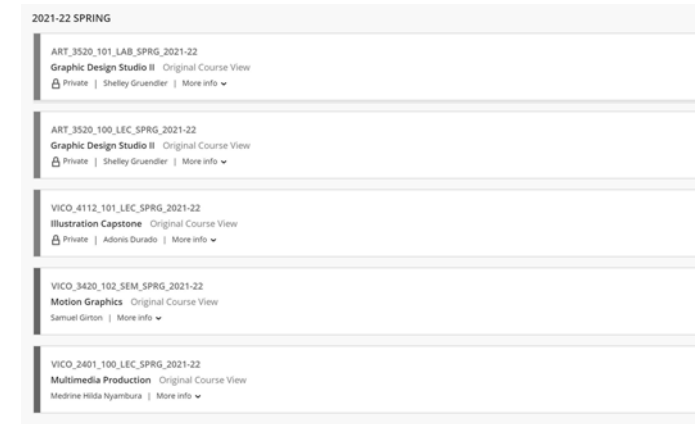 2021-22 SPRING
ART_3520_101_LAB_SPRG_2021-22
Graphic Design Studio II Original Course View
Private | Shelley Gruendler | More info
ART_3520_100_LEC_SPRG_2021-22
Graphic Design Studio II Original Course View
Private | Shelley Gruendler | More info
VICO_4112_101_LEC_SPRG_2021-22
Illustration Capstone Original Course View
Private | Adonis Durado | More info
VICO_3420_102_SEM_SPRG_2021-22
Motion Graphics Original Course View
Samuel Girton | More info
VICO_2401_100_LEC_SPRG_2021-22
Multimedia Production Original Course View
Medrine Hilda Nyambura | More info